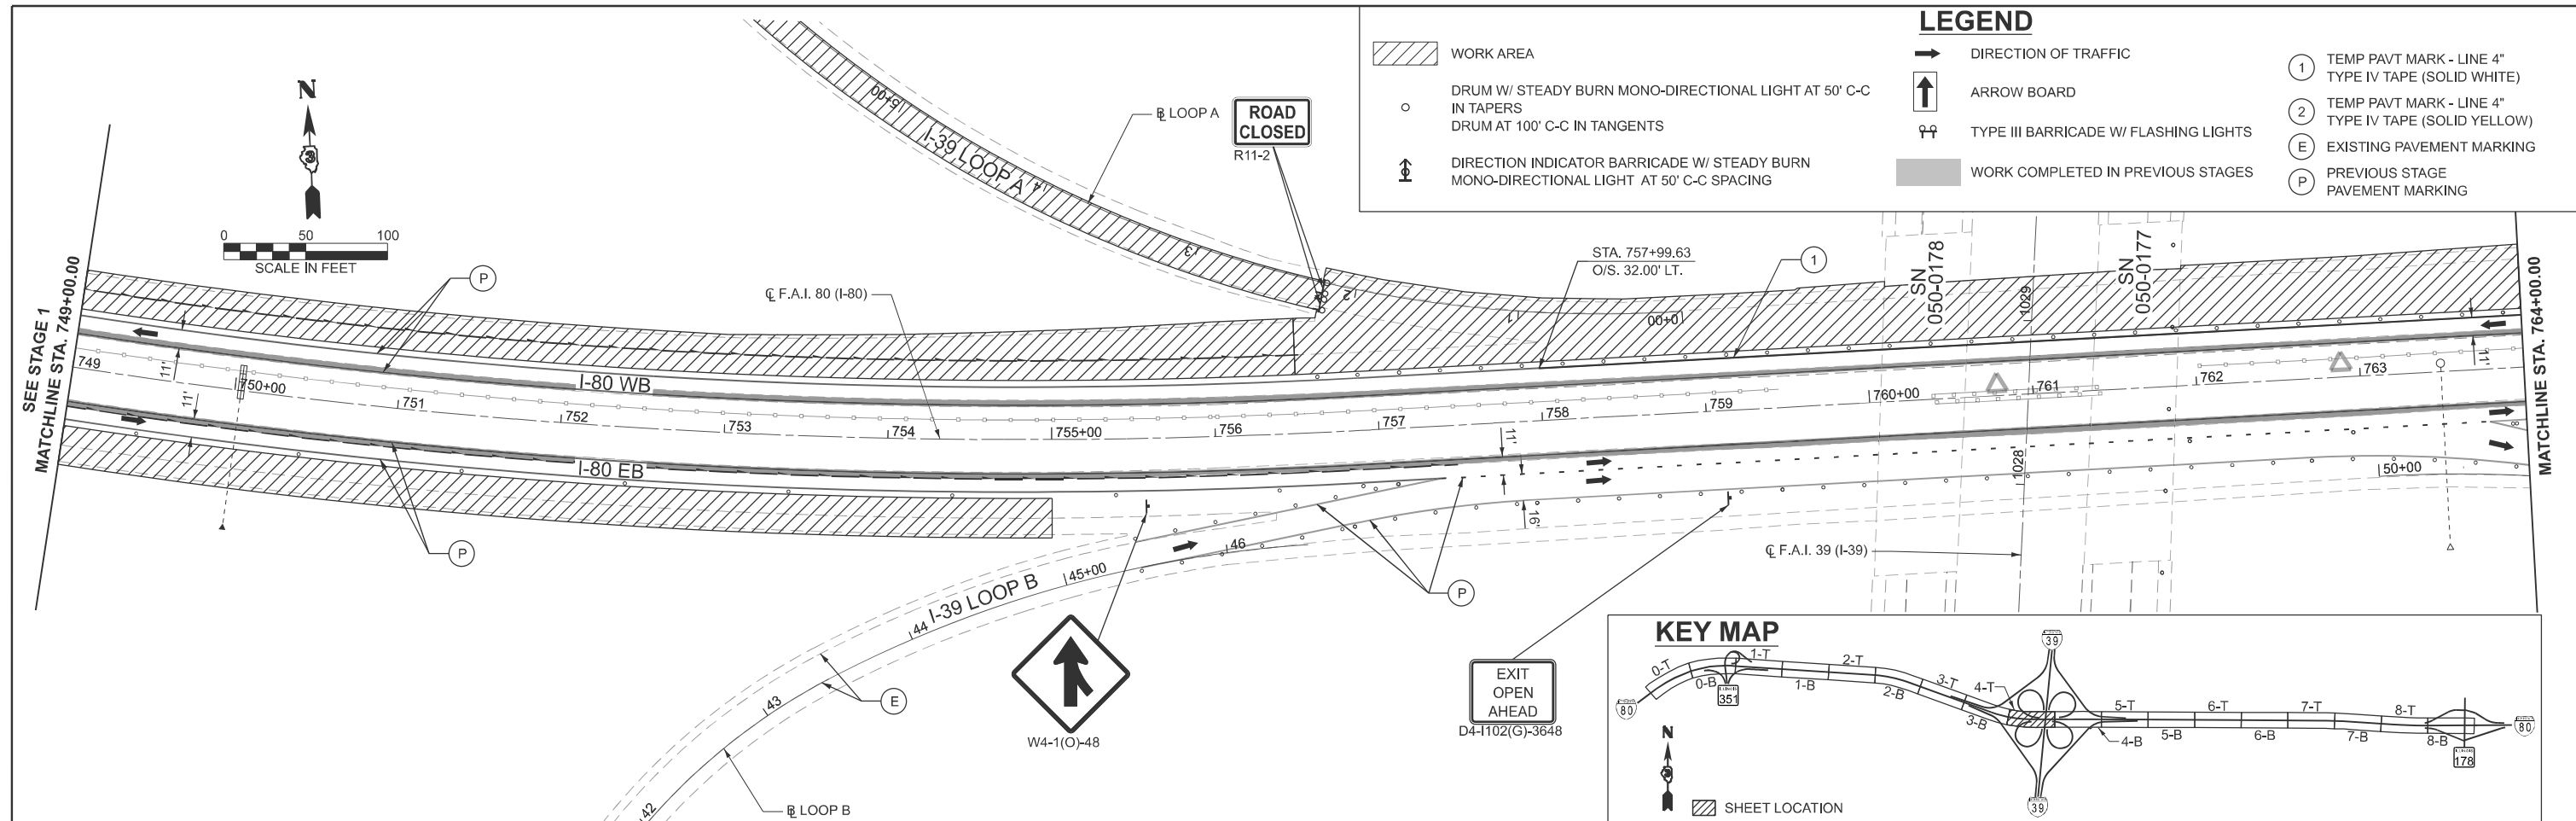 LEGEND
WORK AREA
DRUM W/ STEADY BURN MONO-DIRECTIONAL LIGHT AT 50' C-C
IN TAPERS
DRUM AT 100' C-C IN TANGENTS
DIRECTION INDICATOR BARRICADE W/ STEADY BURN
MONO-DIRECTIONAL LIGHT AT 50' C-C SPACING
DIRECTION OF TRAFFIC
ARROW BOARD
TYPE III BARRICADE W/ FLASHING LIGHTS
WORK COMPLETED IN PREVIOUS STAGES
1 TEMP PAVT MARK - LINE 4"
TYPE IV TAPE (SOLID WHITE)
2 TEMP PAVT MARK - LINE 4"
TYPE IV TAPE (SOLID YELLOW)
E EXISTING PAVEMENT MARKING
P PREVIOUS STAGE
PAVEMENT MARKING
N
3
0 50 100
SCALE IN FEET
SEE STAGE 1
MATCHLINE STA. 749+00.00
MATCHLINE STA. 764+00.00
5+00
I-39 LOOP A
4
3
2
1
0+00
℄ LOOP A
ROAD
CLOSED
R11-2
STA. 757+99.63
O/S. 32.00' LT.
1
P
℄ F.A.I. 80 (I-80)
SN
050-0178
1029
SN
050-0177
11'
11'
11'
I-80 WB
749
750+00
751
752
753
754
755+00
756
757
758
759
760+00
761
762
763
I-80 EB
11'
16'
1028
50+00
P
46
45+00
I-39 LOOP B
44
43
42
P
E
℄ F.A.I. 39 (I-39)
W4-1(O)-48
EXIT
OPEN
AHEAD
D4-I102(G)-3648
℄ LOOP B
KEY MAP
0-T
1-T
2-T
3-T
4-T
5-T
6-T
7-T
8-T
0-B
1-B
2-B
3-B
4-B
5-B
6-B
7-B
8-B
80
351
39
39
80
178
N
3
SHEET LOCATION